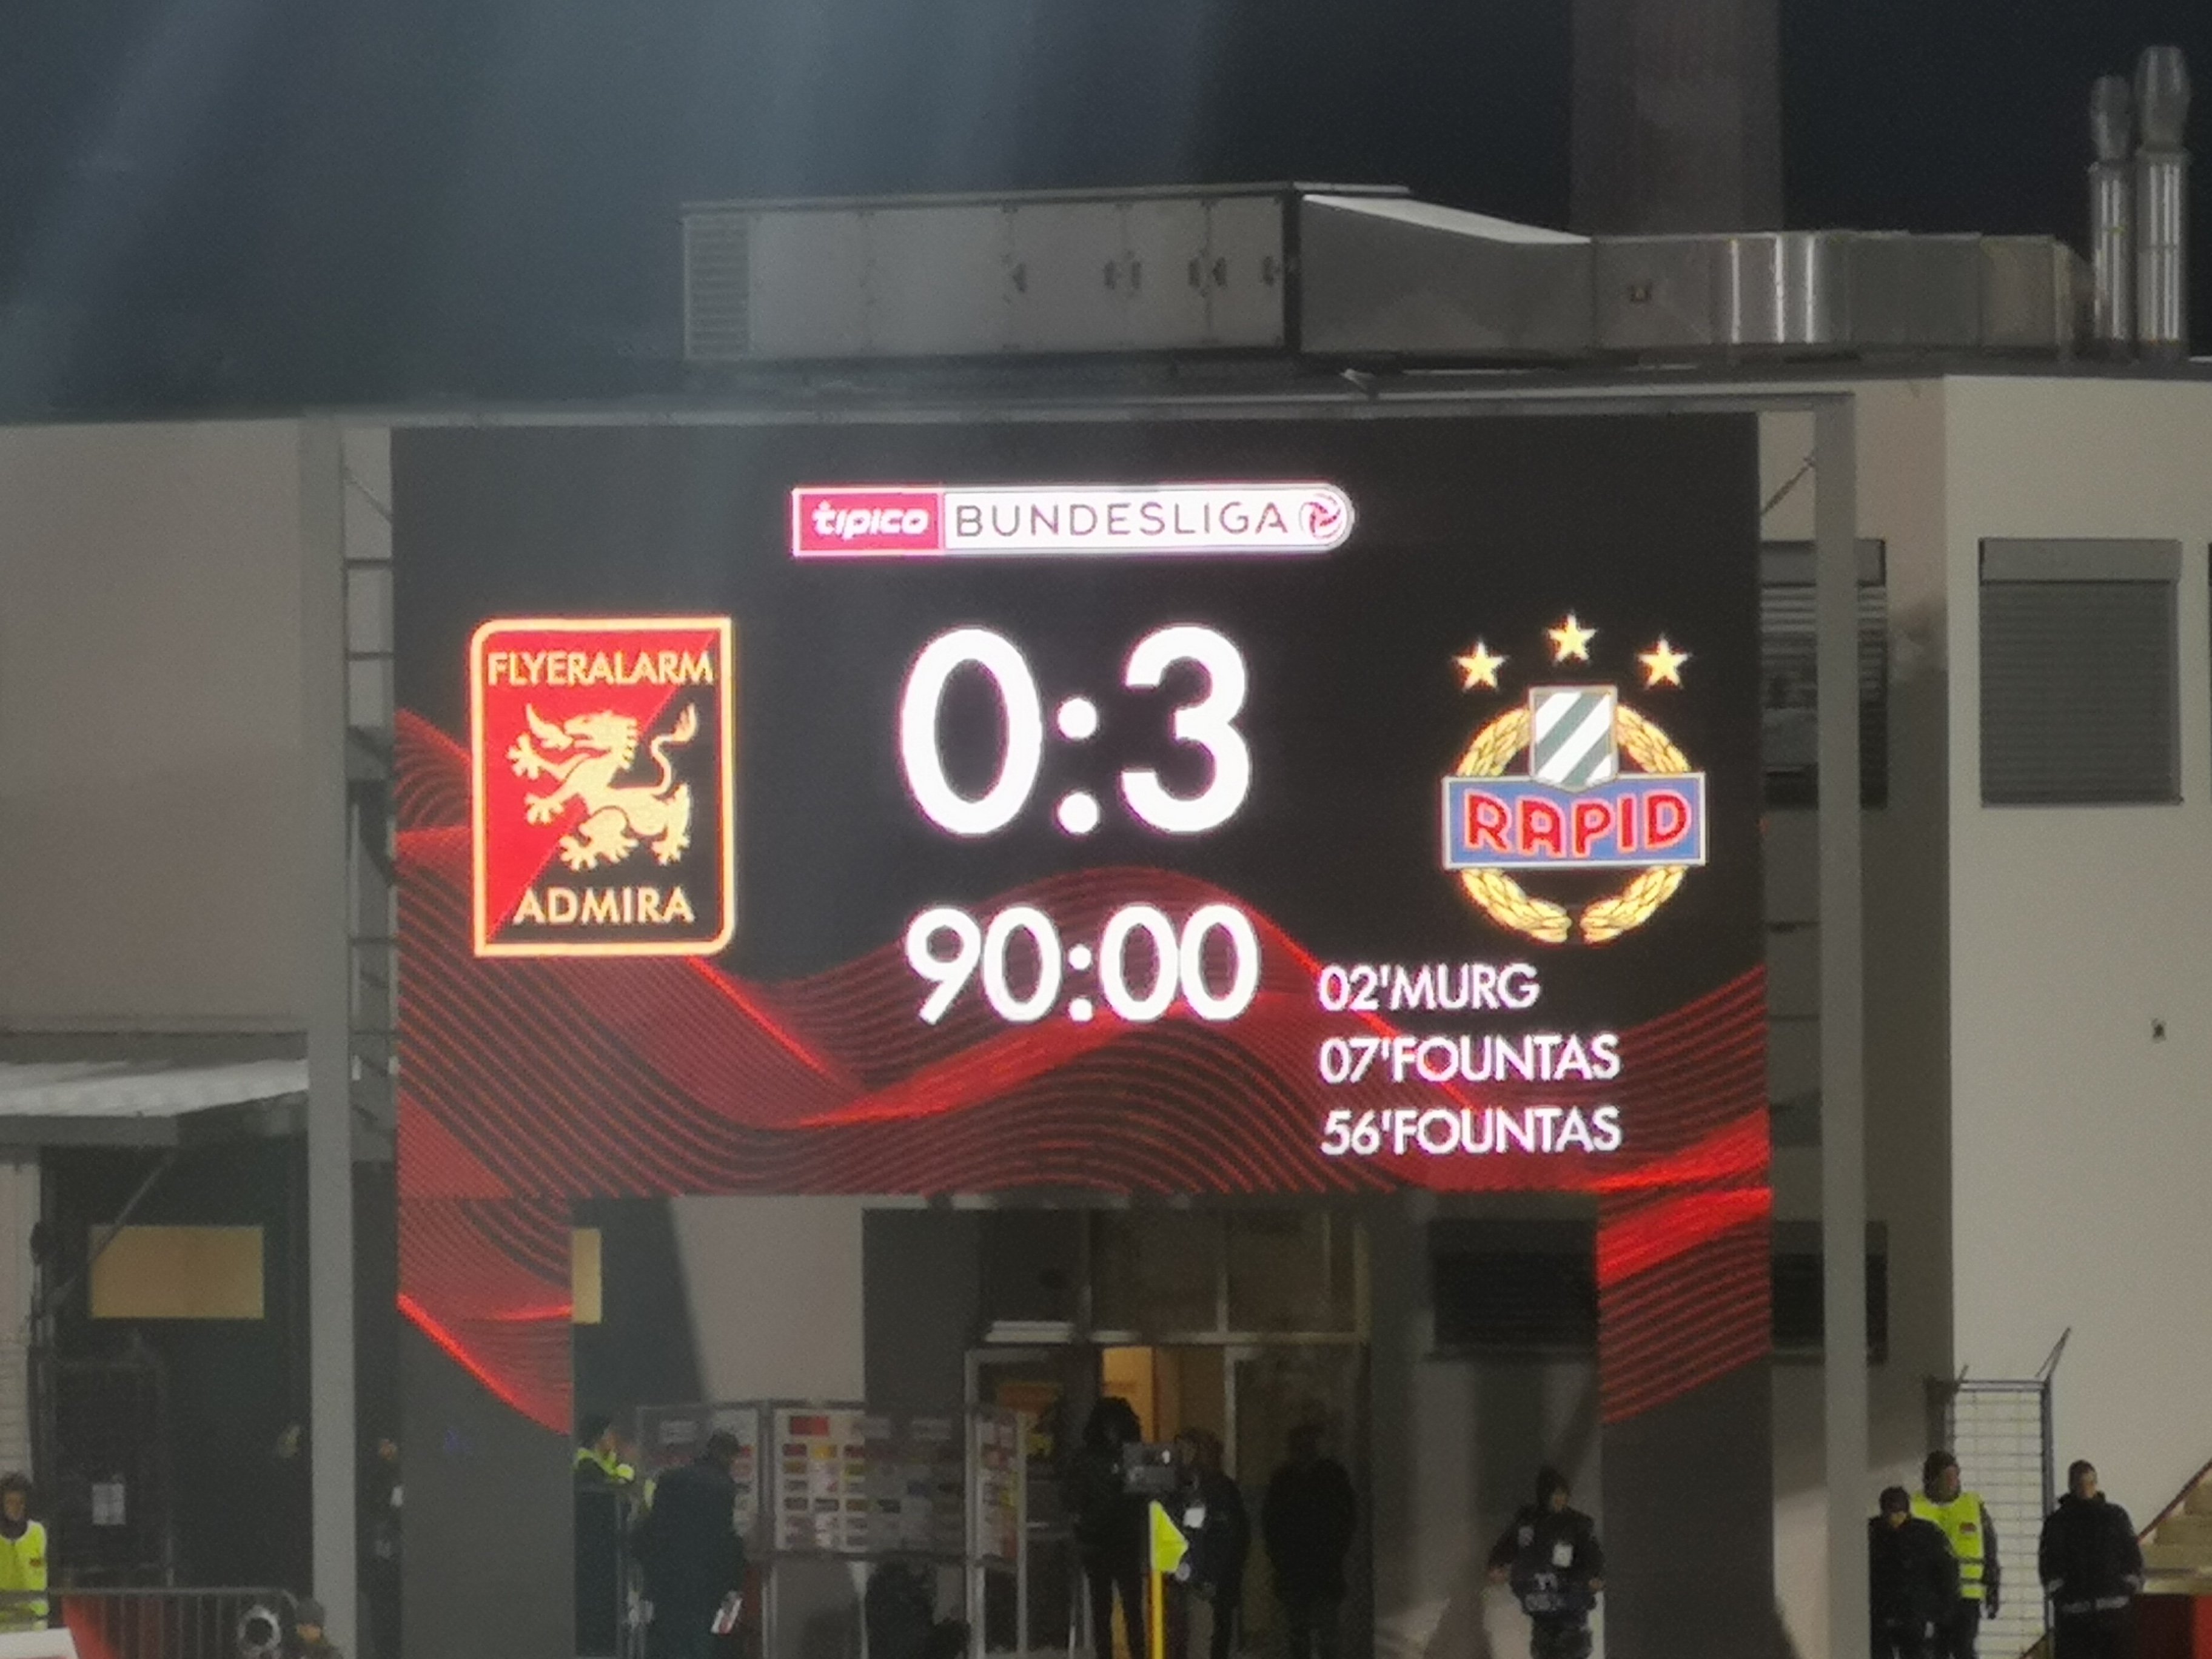 tipico BUNDESLIGA
FLYERALARM
ADMIRA
0:3
RAPID
90:00
02'MURG
07'FOUNTAS
56'FOUNTAS